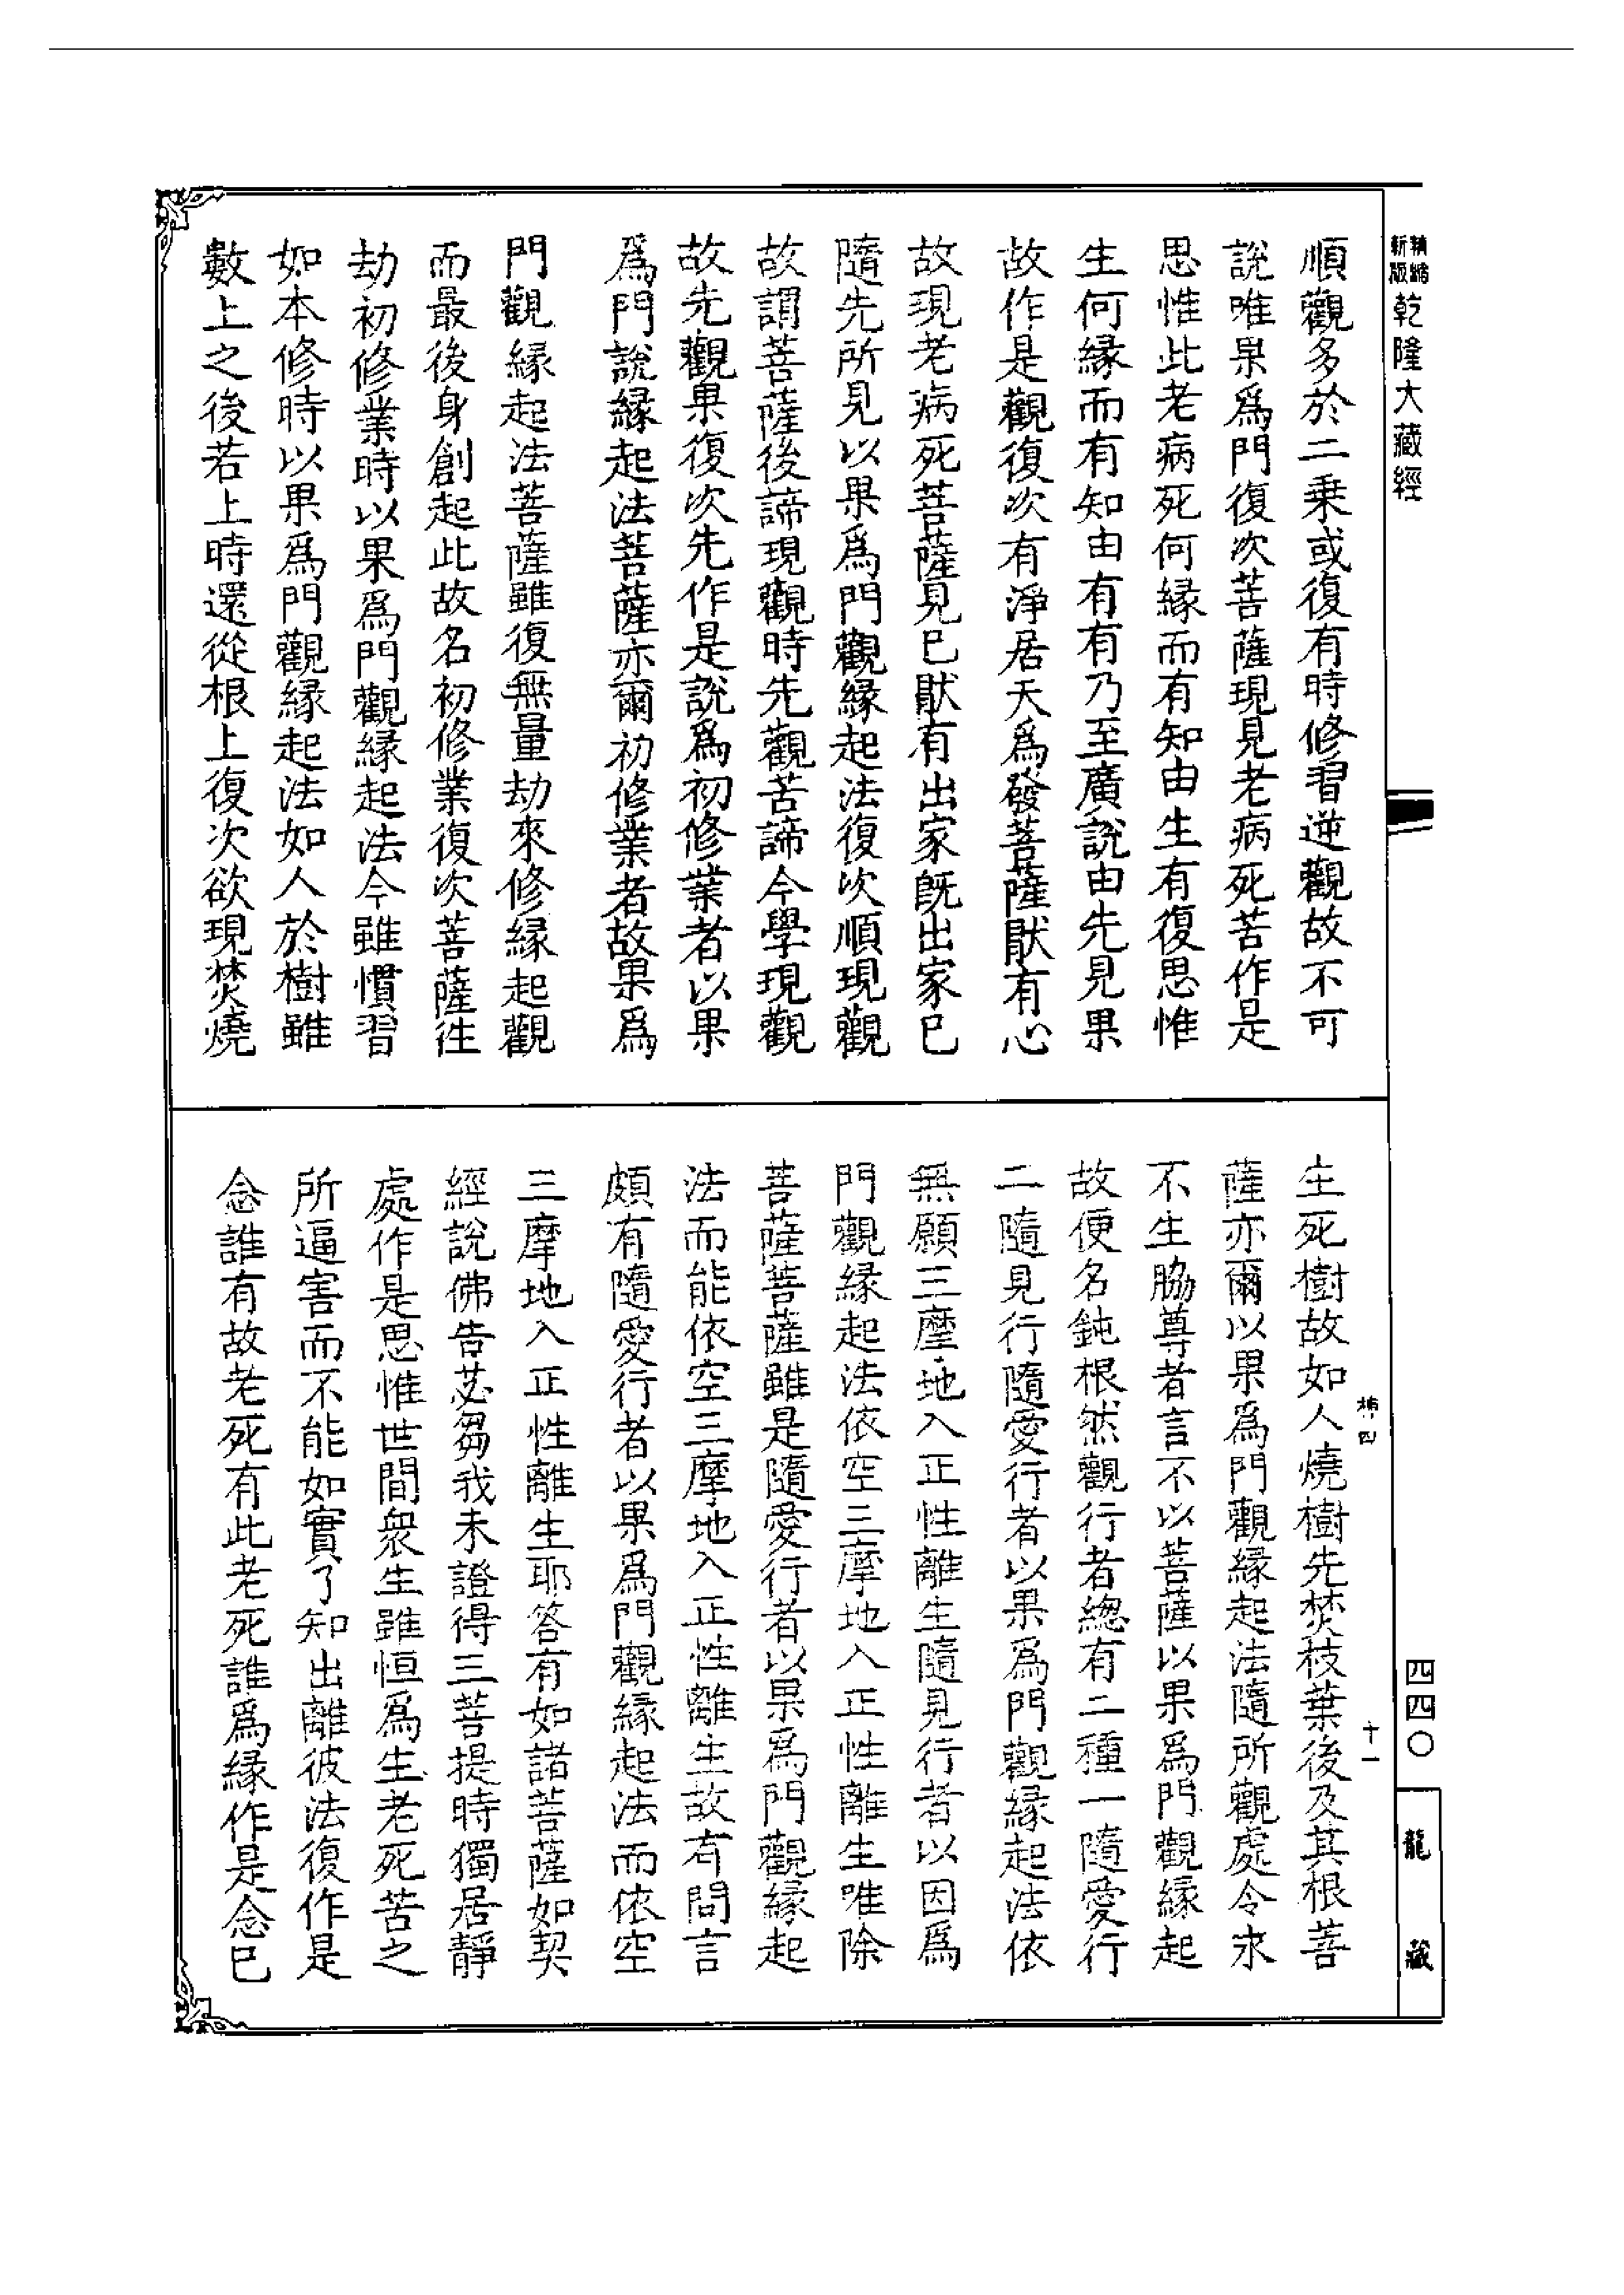 精縮新版乾隆大藏經
順觀多於二乗或復有時修習逆觀故不可
說唯果爲門復次菩薩現見老病死苦作是
思惟此老病死何縁而有知由生有復思惟
生何縁而有知由有有乃至廣說由先見果
故作是觀復次有淨居天爲發菩薩猒有心
故現老病死菩薩見已猒有出家既出家已
隨先所見以果爲門觀縁起法復次順現觀
故謂菩薩後諦現觀時先觀苦諦今學現觀
故先觀果復次先作是說爲初修業者以果
爲門說縁起法菩薩亦爾初修業者故果爲
門觀縁起法菩薩雖復無量劫來修縁起觀
而最後身創起此故名初修業復次菩薩往
劫初修業時以果爲門觀縁起法今雖慣習
如本修時以果爲門觀縁起法如人於樹雖
數上之後若上時還從根上復次欲現焚燒
生死樹故如人燒樹先焚枝葉後及其根菩
薩亦爾以果爲門觀縁起法隨所觀處令永
不生脇尊者言不以菩薩以果爲門觀縁起
故便名鈍根然觀行者總有二種一隨愛行
二隨見行隨愛行者以果爲門觀縁起法依
無願三摩地入正性離生隨見行者以因爲
門觀縁起法依空三摩地入正性離生唯除
菩薩菩薩雖是隨愛行者以果爲門觀縁起
法而能依空三摩地入正性離生故有問言
頗有隨愛行者以果爲門觀縁起法而依空
三摩地入正性離生耶答有如諸菩薩如契
經說佛告苾芻我未證得三菩提時獨居靜
處作是思惟世間衆生雖恒爲生老死苦之
所逼害而不能如實了知出離彼法復作是
念誰有故老死有此老死誰爲縁作是念已
四
十一
四四〇
龍藏